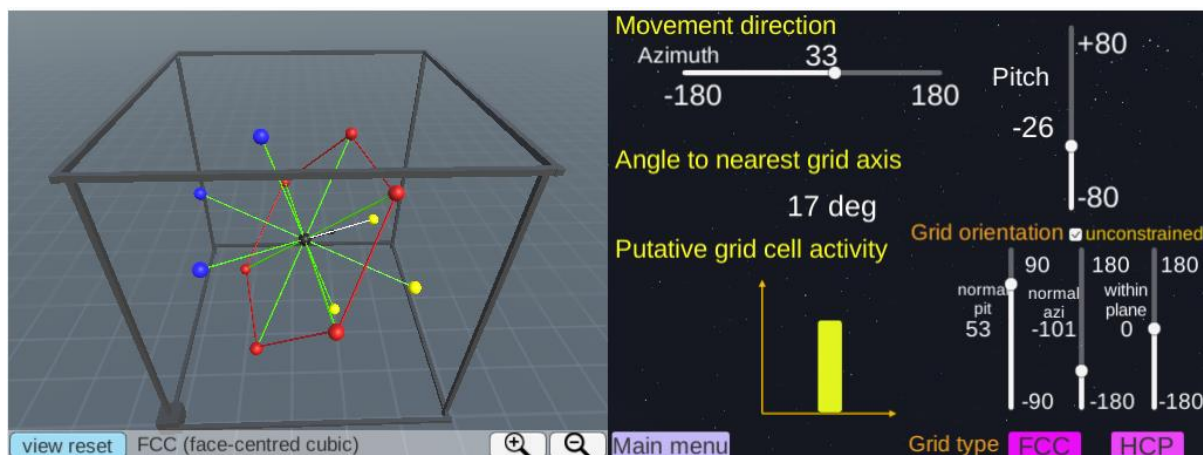 Movement direction
Azimuth 33
-180 180
Pitch
+80
-26
-80
Angle to nearest grid axis
17 deg
Putative grid cell activity
Grid orientation unconstrained
90 180 180
normal pit normal azi within plane
53 -101 0
-90 -180 -180
view reset FCC (face-centred cubic)
Main menu
Grid type FCC HCP